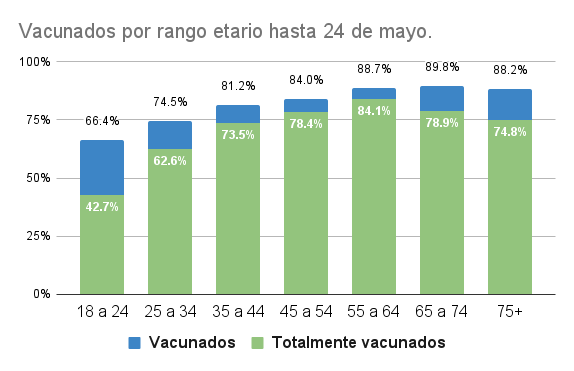 Vacunados por rango etario hasta 24 de mayo.
100%
75%
50%
25%
0%
66.4% 74.5% 81.2% 84.0% 88.7% 89.8% 88.2%
42.7% 62.6% 73.5% 78.4% 84.1% 78.9% 74.8%
18 a 24 25 a 34 35 a 44 45 a 54 55 a 64 65 a 74 75+
Vacunados Totalmente vacunados